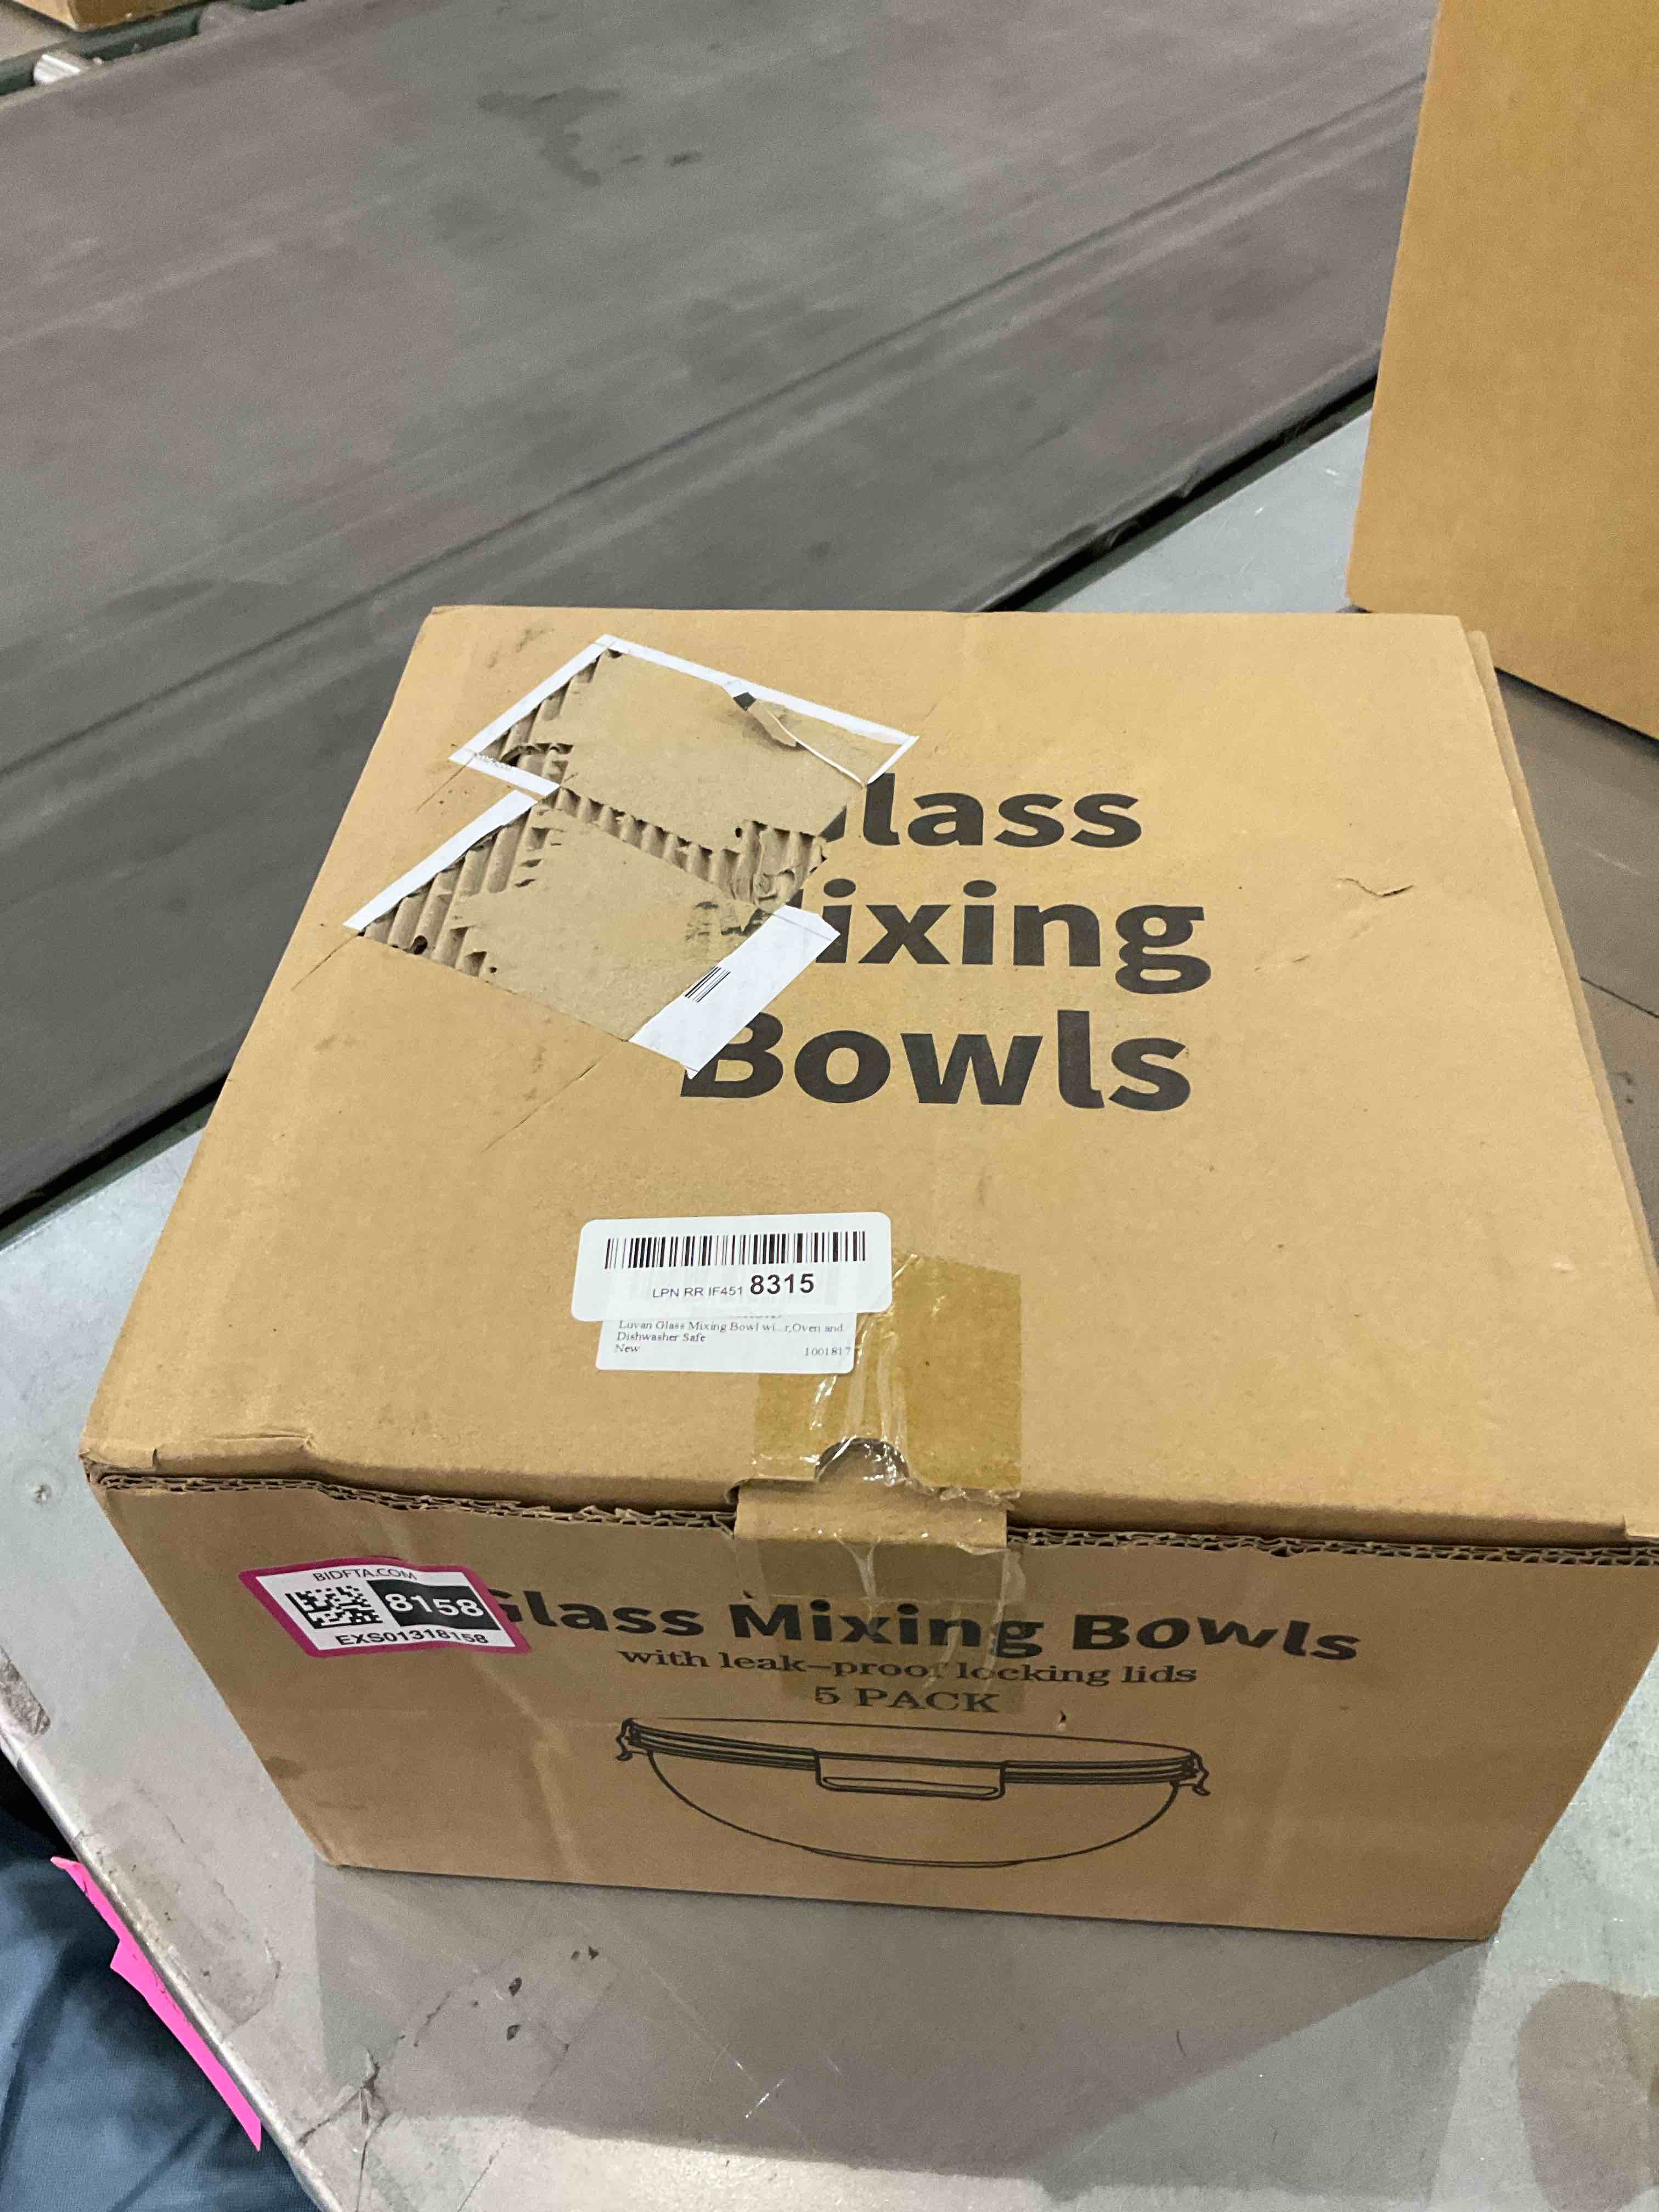 lass
ixing
Bowls
LPN RR IF451 8315
Luvan Glass Mixing Bowl wi...r,Oven and
Dishwasher Safe
New 1001817
BIDFTA.COM
8158
EXS01318158
Glass Mixing Bowls
with leak-proof locking lids
5 PACK